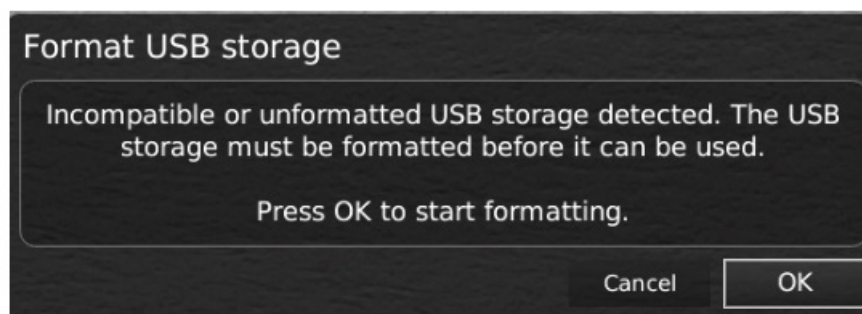 Format USB storage
Incompatible or unformatted USB storage detected. The USB
storage must be formatted before it can be used.
Press OK to start formatting.
Cancel
OK